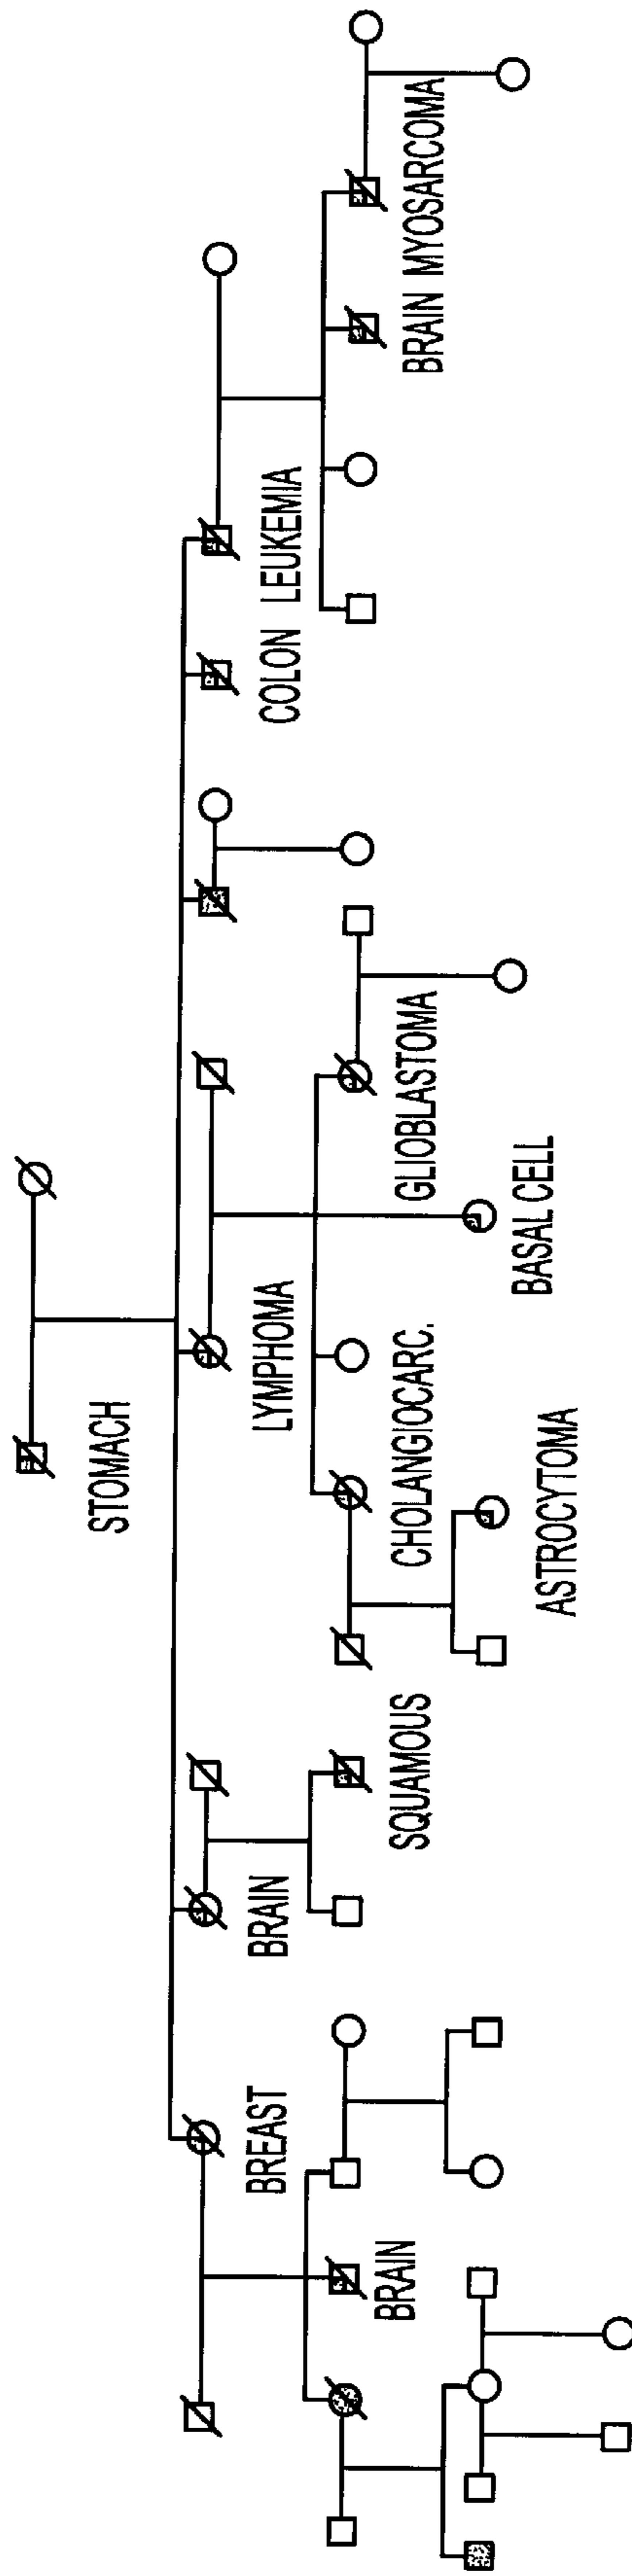 STOMACH
BREAST
BRAIN
LYMPHOMA
COLON LEUKEMIA
BRAIN
SQUAMOUS
CHOLANGIOCARC.
GLIOBLASTOMA
BRAIN MYOSARCOMA
ASTROCYTOMA
BASAL CELL